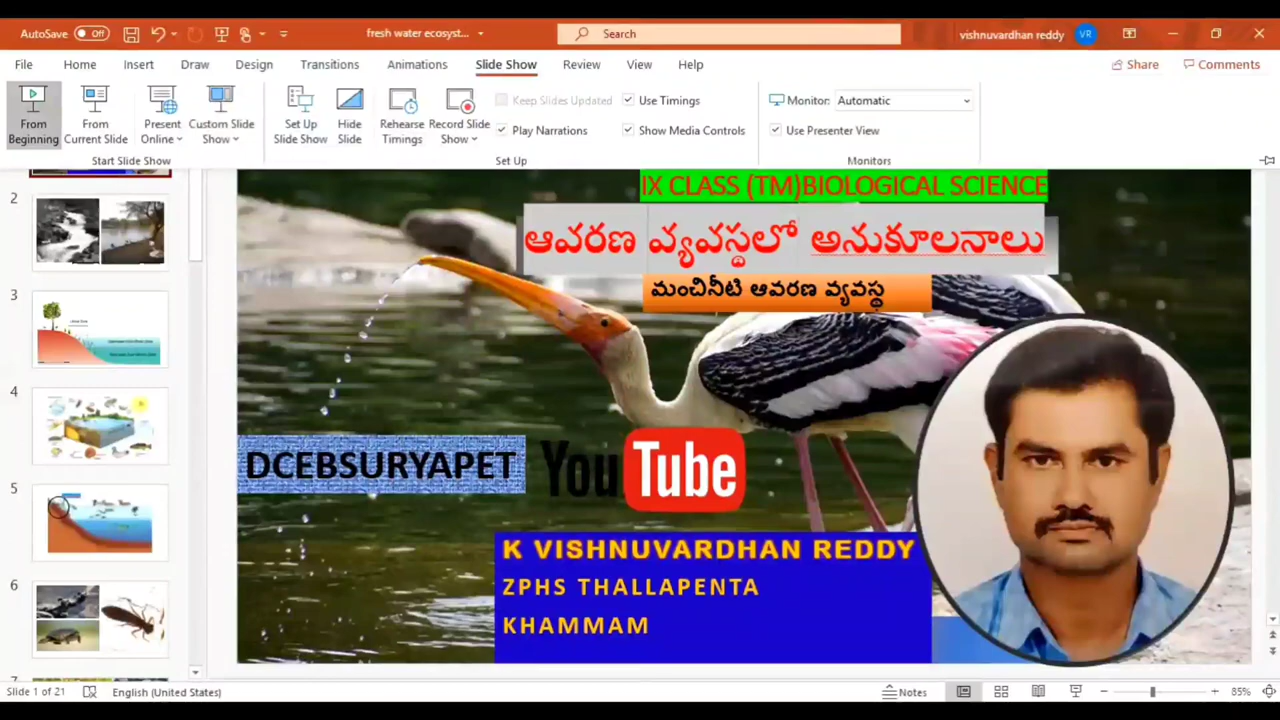 AutoSave Off fresh water ecosyst... Search vishnuvardhan reddy VR
File Home Insert Draw Design Transitions Animations Slide Show Review View Help Share Comments
From Beginning
From Current Slide
Present Online
Custom Slide Show
Set Up Slide Show
Hide Slide
Rehearse Timings
Record Slide Show
Keep Slides Updated
Play Narrations
Use Timings
Show Media Controls
Monitor: Automatic
Use Presenter View
Start Slide Show Set Up Monitors
2
3
4
5
6
IX CLASS (TM)BIOLOGICAL SCIENCE
ఆవరణ వ్యవస్థలో అనుకూలనాలు
మంచినీటి ఆవరణ వ్యవస్థ
DCEBSURYAPET YouTube
K VISHNUVARDHAN REDDY
ZPHS THALLAPENTA
KHAMMAM
Slide 1 of 21 English (United States) Notes 85%